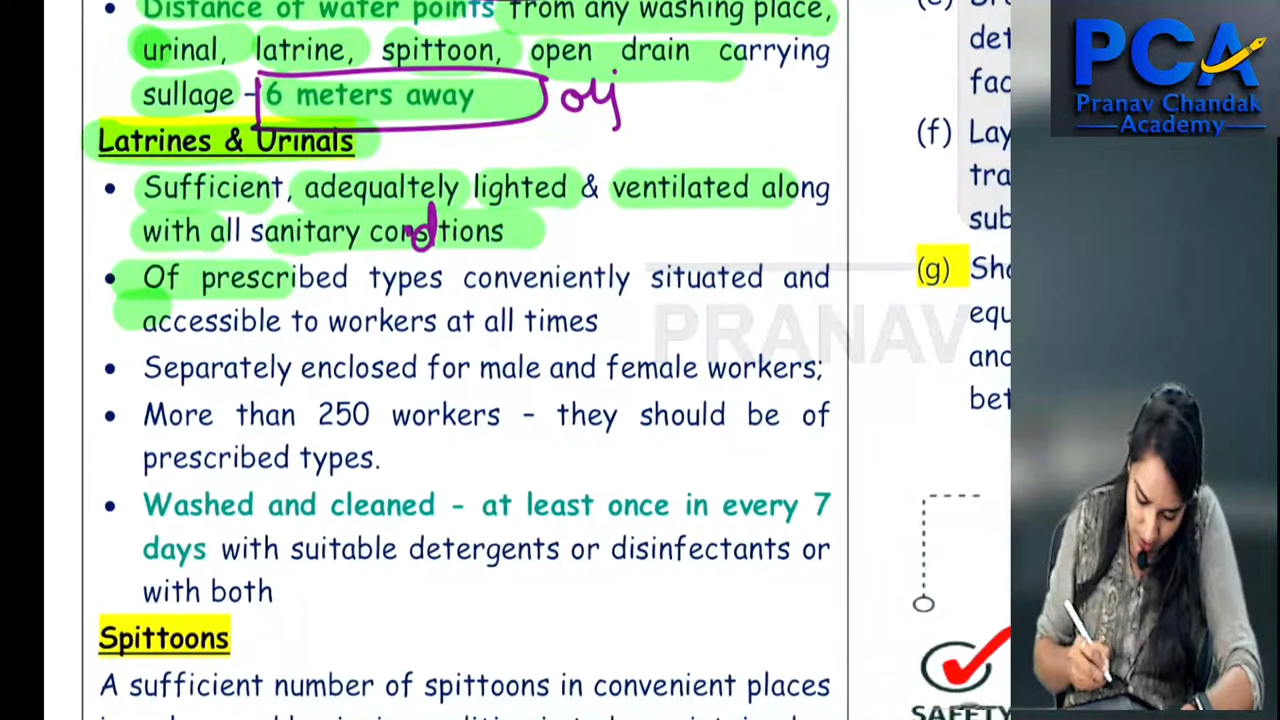 Distance of water points from any washing place,
urinal, latrine, spittoon, open drain carrying
sullage - 6 meters away oij
Latrines & Urinals
• Sufficient, adequaltely lighted & ventilated along
with all sanitary conditions
• Of prescribed types conveniently situated and
accessible to workers at all times
• Separately enclosed for male and female workers;
• More than 250 workers – they should be of
prescribed types.
• Washed and cleaned – at least once in every 7
days with suitable detergents or disinfectants or
with both
Spittoons
A sufficient number of spittoons in convenient places
(f) Lay
(g)
PRANAV
SAFETY
PCA
Pranav Chandak
Academy